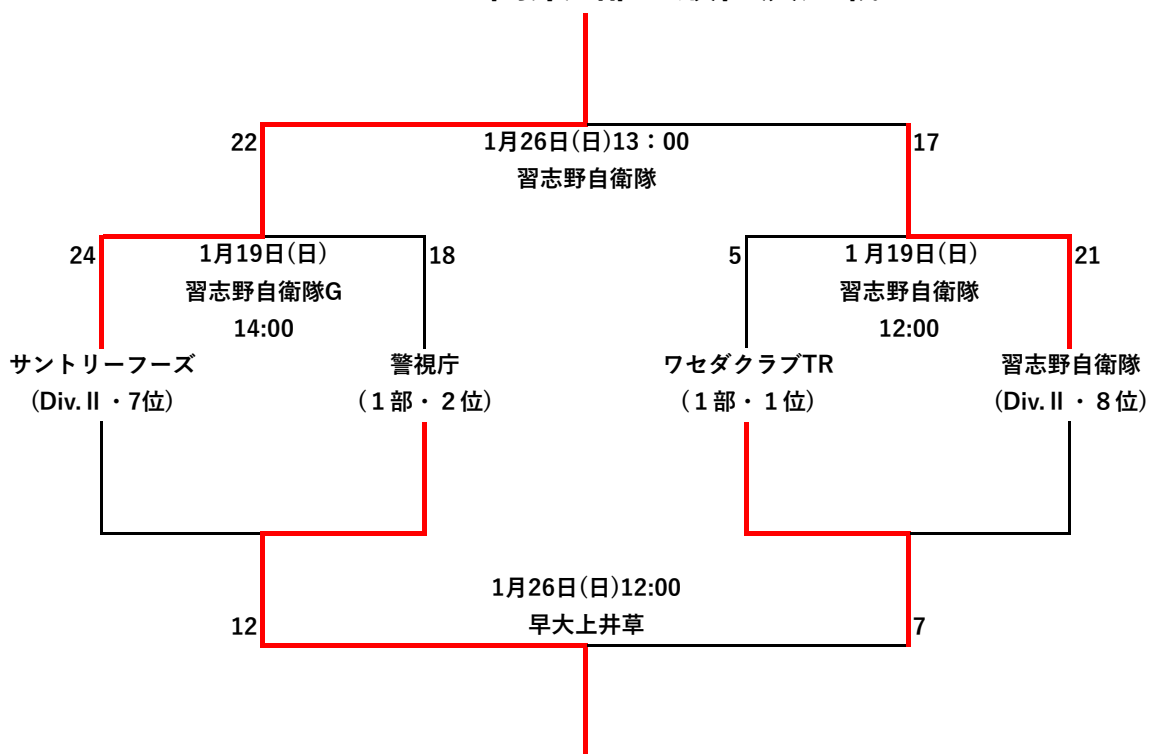 22
1月26日(日)13：00
17
習志野自衛隊
24
1月19日(日)
18
5
１月19日(日)
21
習志野自衛隊G
習志野自衛隊
14:00
12:00
サントリーフーズ
警視庁
ワセダクラブTR
習志野自衛隊
(Div.Ⅱ・7位)
(１部・２位)
(１部・１位)
(Div.Ⅱ・８位)
1月26日(日)12:00
12
早大上井草
7